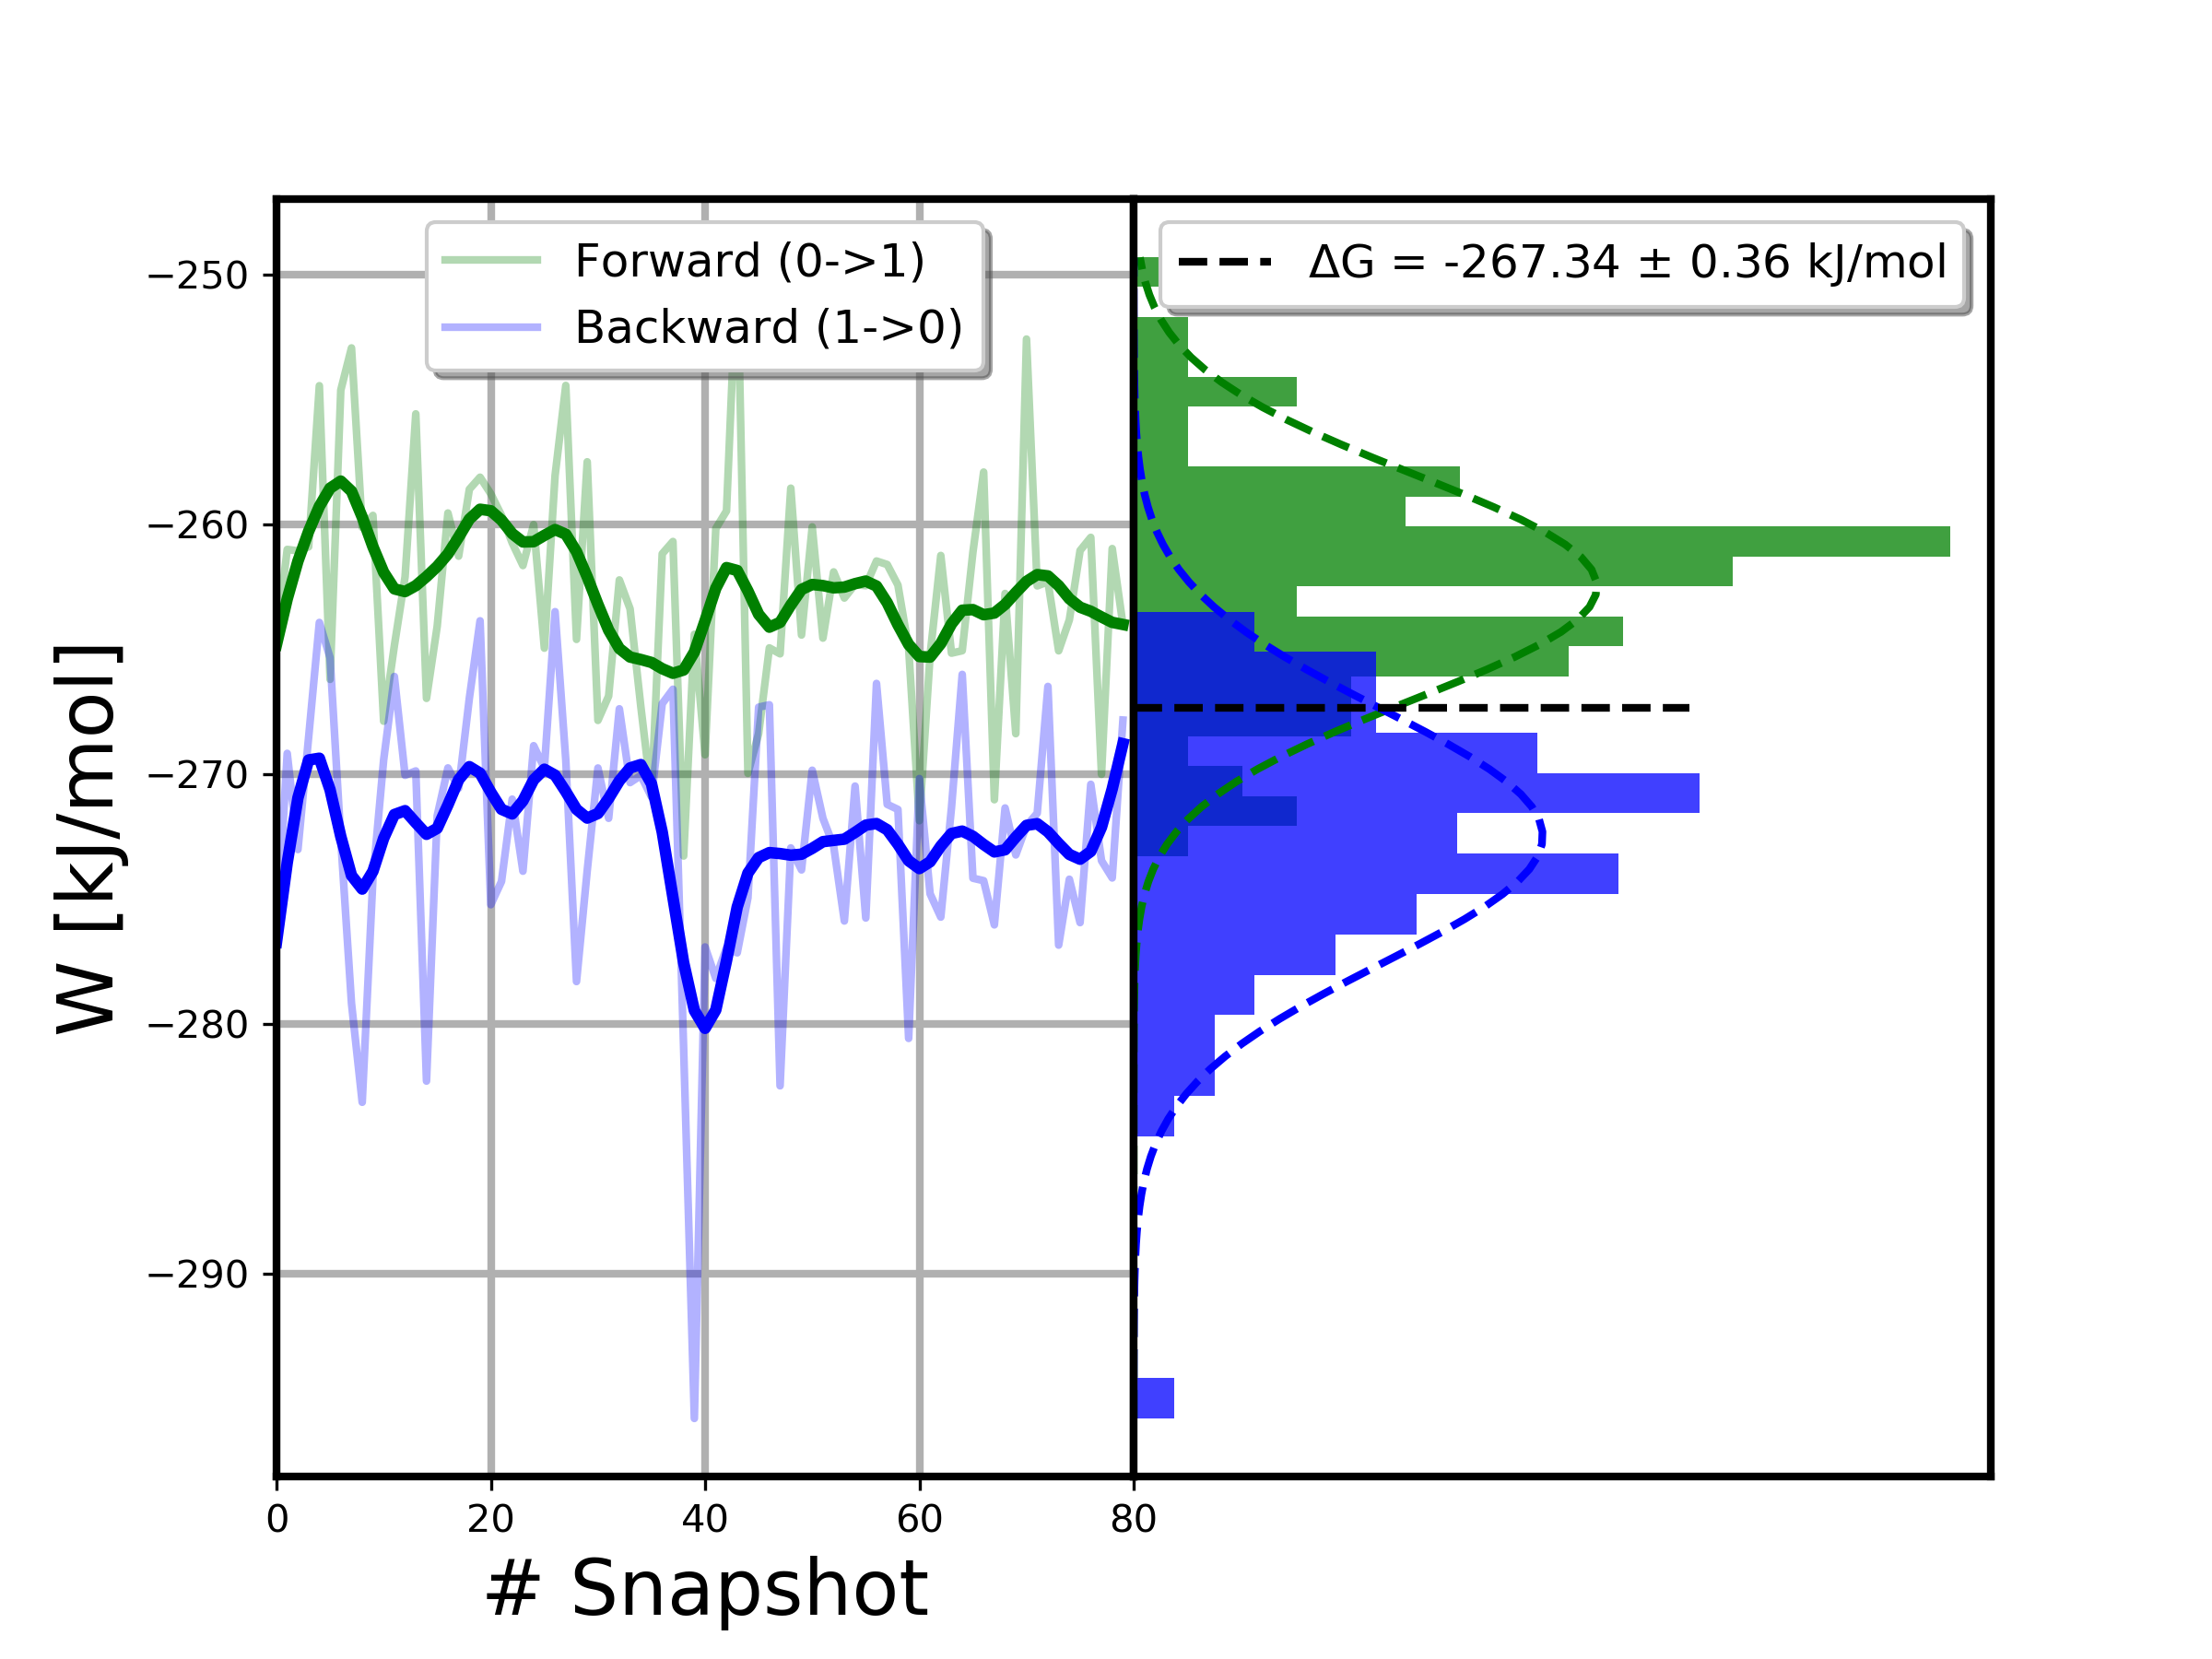 Forward (0->1)
Backward (1->0)
ΔG = -267.34 ± 0.36 kJ/mol
W [kJ/mol]
−250
−260
−270
−280
−290
0 20 40 60 80
# Snapshot